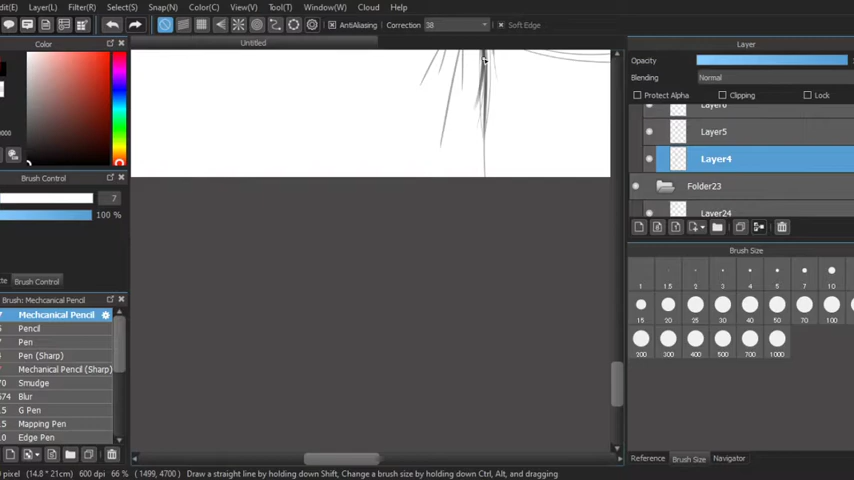 Layer(L) Filter(R) Select(S) Snap(N) Color(C) View(V) Tool(T) Window(W) Cloud Help
AntiAliasing Correction 38 Soft Edge
Untitled
Color
Brush Control
7
100 %
Brush Control
Brush: Mechcanical Pencil
Mechcanical Pencil
Pencil
Pen
Pen (Sharp)
Mechanical Pencil (Sharp)
70 Smudge
Blur
G Pen
Mapping Pen
10 Edge Pen
Layer
Opacity
Blending Normal
Protect Alpha Clipping Lock
Layer6
Layer5
Layer4
Folder23
Layer24
Brush Size
1 1.5 2 3 4 5 7 10
15 20 25 30 40 50 70 100
200 300 400 500 700 1000
Reference Brush Size Navigator
pixel (14.8 * 21cm) 600 dpi 66 % (1499, 4700) Draw a straight line by holding down Shift, Change a brush size by holding down Ctrl, Alt, and dragging